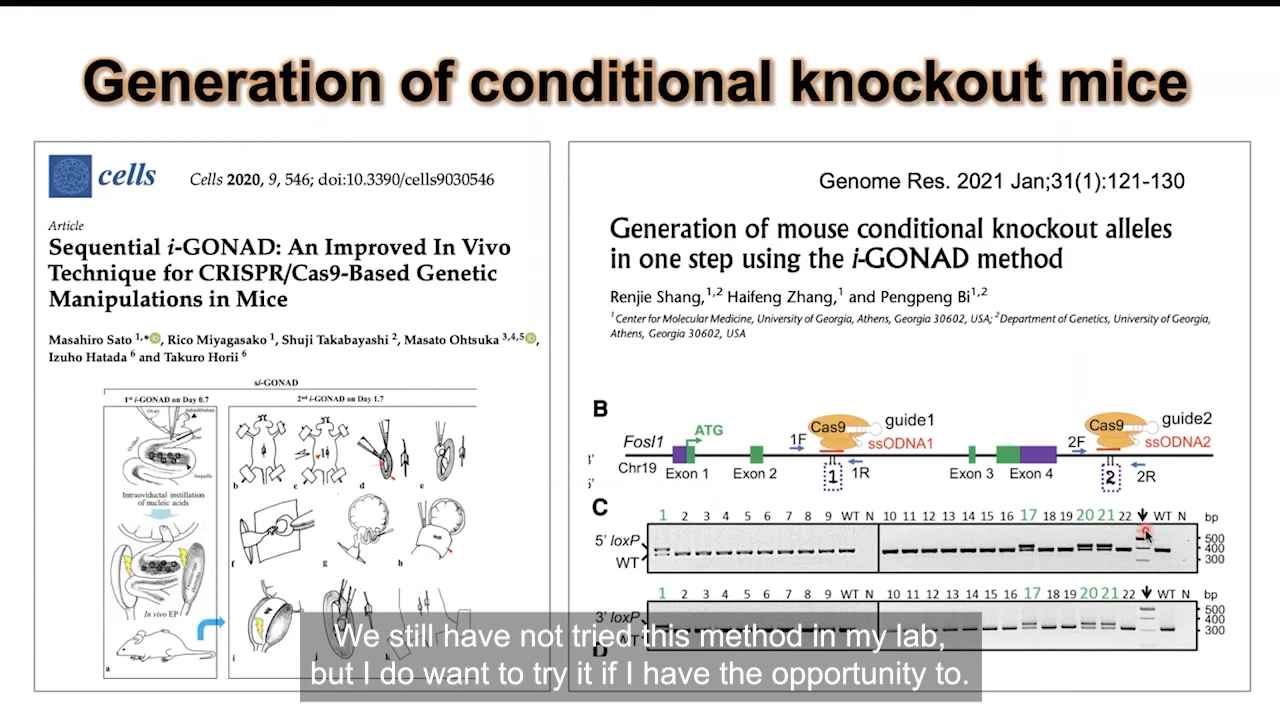 Generation of conditional knockout mice
cells
Cells 2020, 9, 546; doi:10.3390/cells9030546
Article
Sequential i-GONAD: An Improved In Vivo
Technique for CRISPR/Cas9-Based Genetic
Manipulations in Mice
Masahiro Sato 1,*, Rico Miyagasako 1, Shuji Takabayashi 2, Masato Ohtsuka 3,4,5,
Izuho Hatada 6 and Takuro Horii 6
si-GONAD
1st i-GONAD on Day 0.7
2nd i-GONAD on Day 1.7
Ovary
Oviduct
Ampulla
Intraoviductal instillation
of nucleic acids
In vivo EP
a
b
c
d
e
f
g
h
i
j
k
Genome Res. 2021 Jan;31(1):121-130
Generation of mouse conditional knockout alleles
in one step using the i-GONAD method
Renjie Shang,1,2 Haifeng Zhang,1 and Pengpeng Bi1,2
1Center for Molecular Medicine, University of Georgia, Athens, Georgia 30602, USA; 2Department of Genetics, University of Georgia,
Athens, Georgia 30602, USA
B
Fosl1
Chr19
ATG
Exon 1
Exon 2
1F
Cas9
guide1
ssODNA1
1
1R
Exon 3
Exon 4
2F
Cas9
guide2
ssODNA2
2
2R
C
1 2 3 4 5 6 7 8 9 WT N 10 11 12 13 14 15 16 17 18 19 20 21 22 WT N bp
5' loxP
WT
500
400
300
1 2 3 4 5 6 7 8 9 WT N 10 11 12 13 14 15 16 17 18 19 20 21 22 WT N bp
3' loxP
500
400
300
D
We still have not tried this method in my lab,
but I do want to try it if I have the opportunity to.